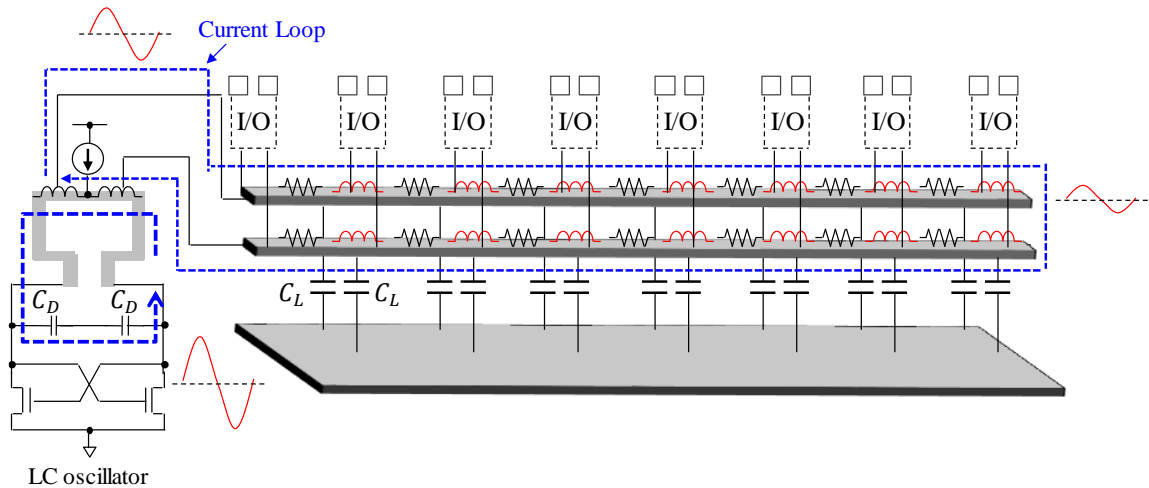 Current Loop
I/O I/O I/O I/O I/O I/O I/O I/O
C_D C_D
C_L C_L
LC oscillator